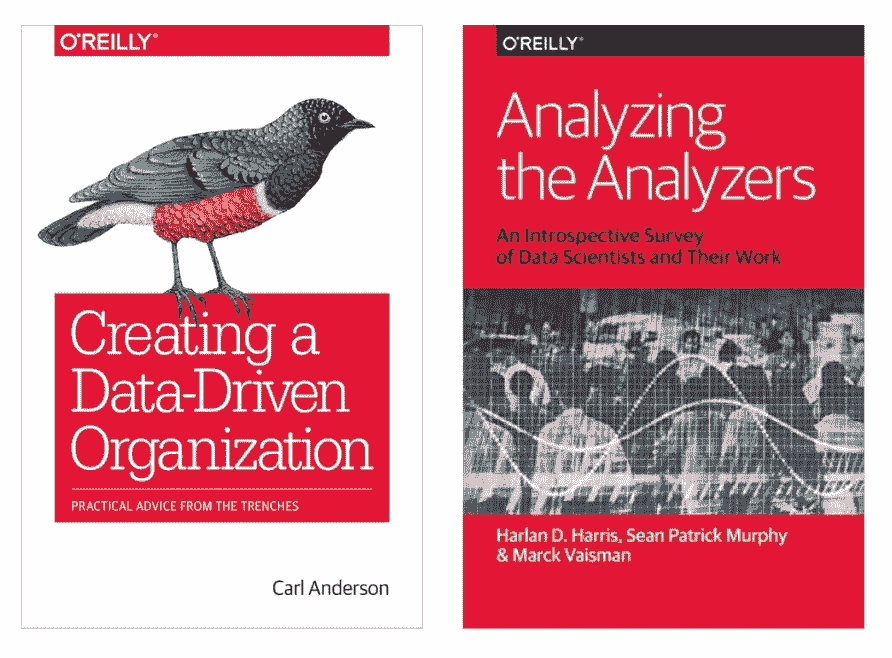 O'REILLY®
Creating a
Data-Driven
Organization
PRACTICAL ADVICE FROM THE TRENCHES
Carl Anderson
O'REILLY®
Analyzing
the Analyzers
An Introspective Survey
of Data Scientists and Their Work
Harlan D. Harris, Sean Patrick Murphy
& Marck Vaisman